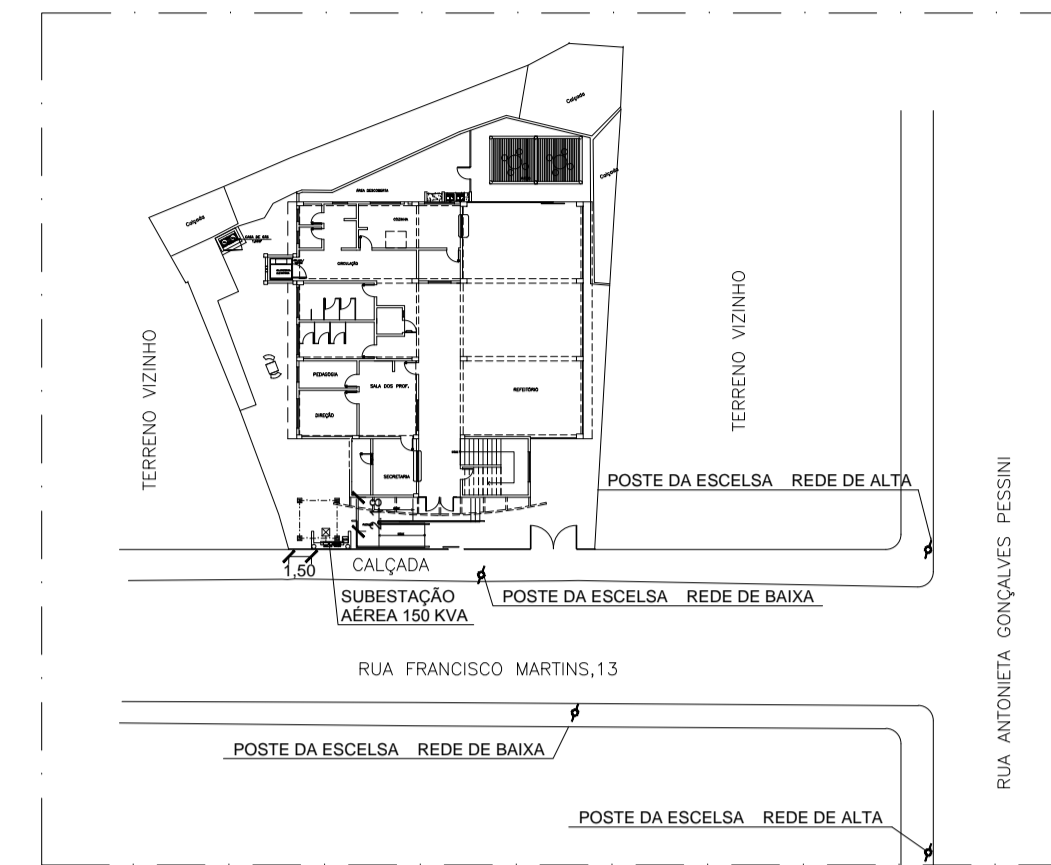 Calçada
Calçada
ÁREA DESCOBERTA
Calçada
COZINHA
CASA DE GÁS
CIRCULAÇÃO
TERRENO VIZINHO
TERRENO VIZINHO
PEDAGOGIA
SALA DOS PROF.
REFEITÓRIO
DIREÇÃO
SECRETARIA
POSTE DA ESCELSA REDE DE ALTA
RUA ANTONIETA GONÇALVES PESSINI
1,50
CALÇADA
SUBESTAÇÃO
AÉREA 150 KVA
POSTE DA ESCELSA REDE DE BAIXA
RUA FRANCISCO MARTINS,13
POSTE DA ESCELSA REDE DE BAIXA
POSTE DA ESCELSA REDE DE ALTA